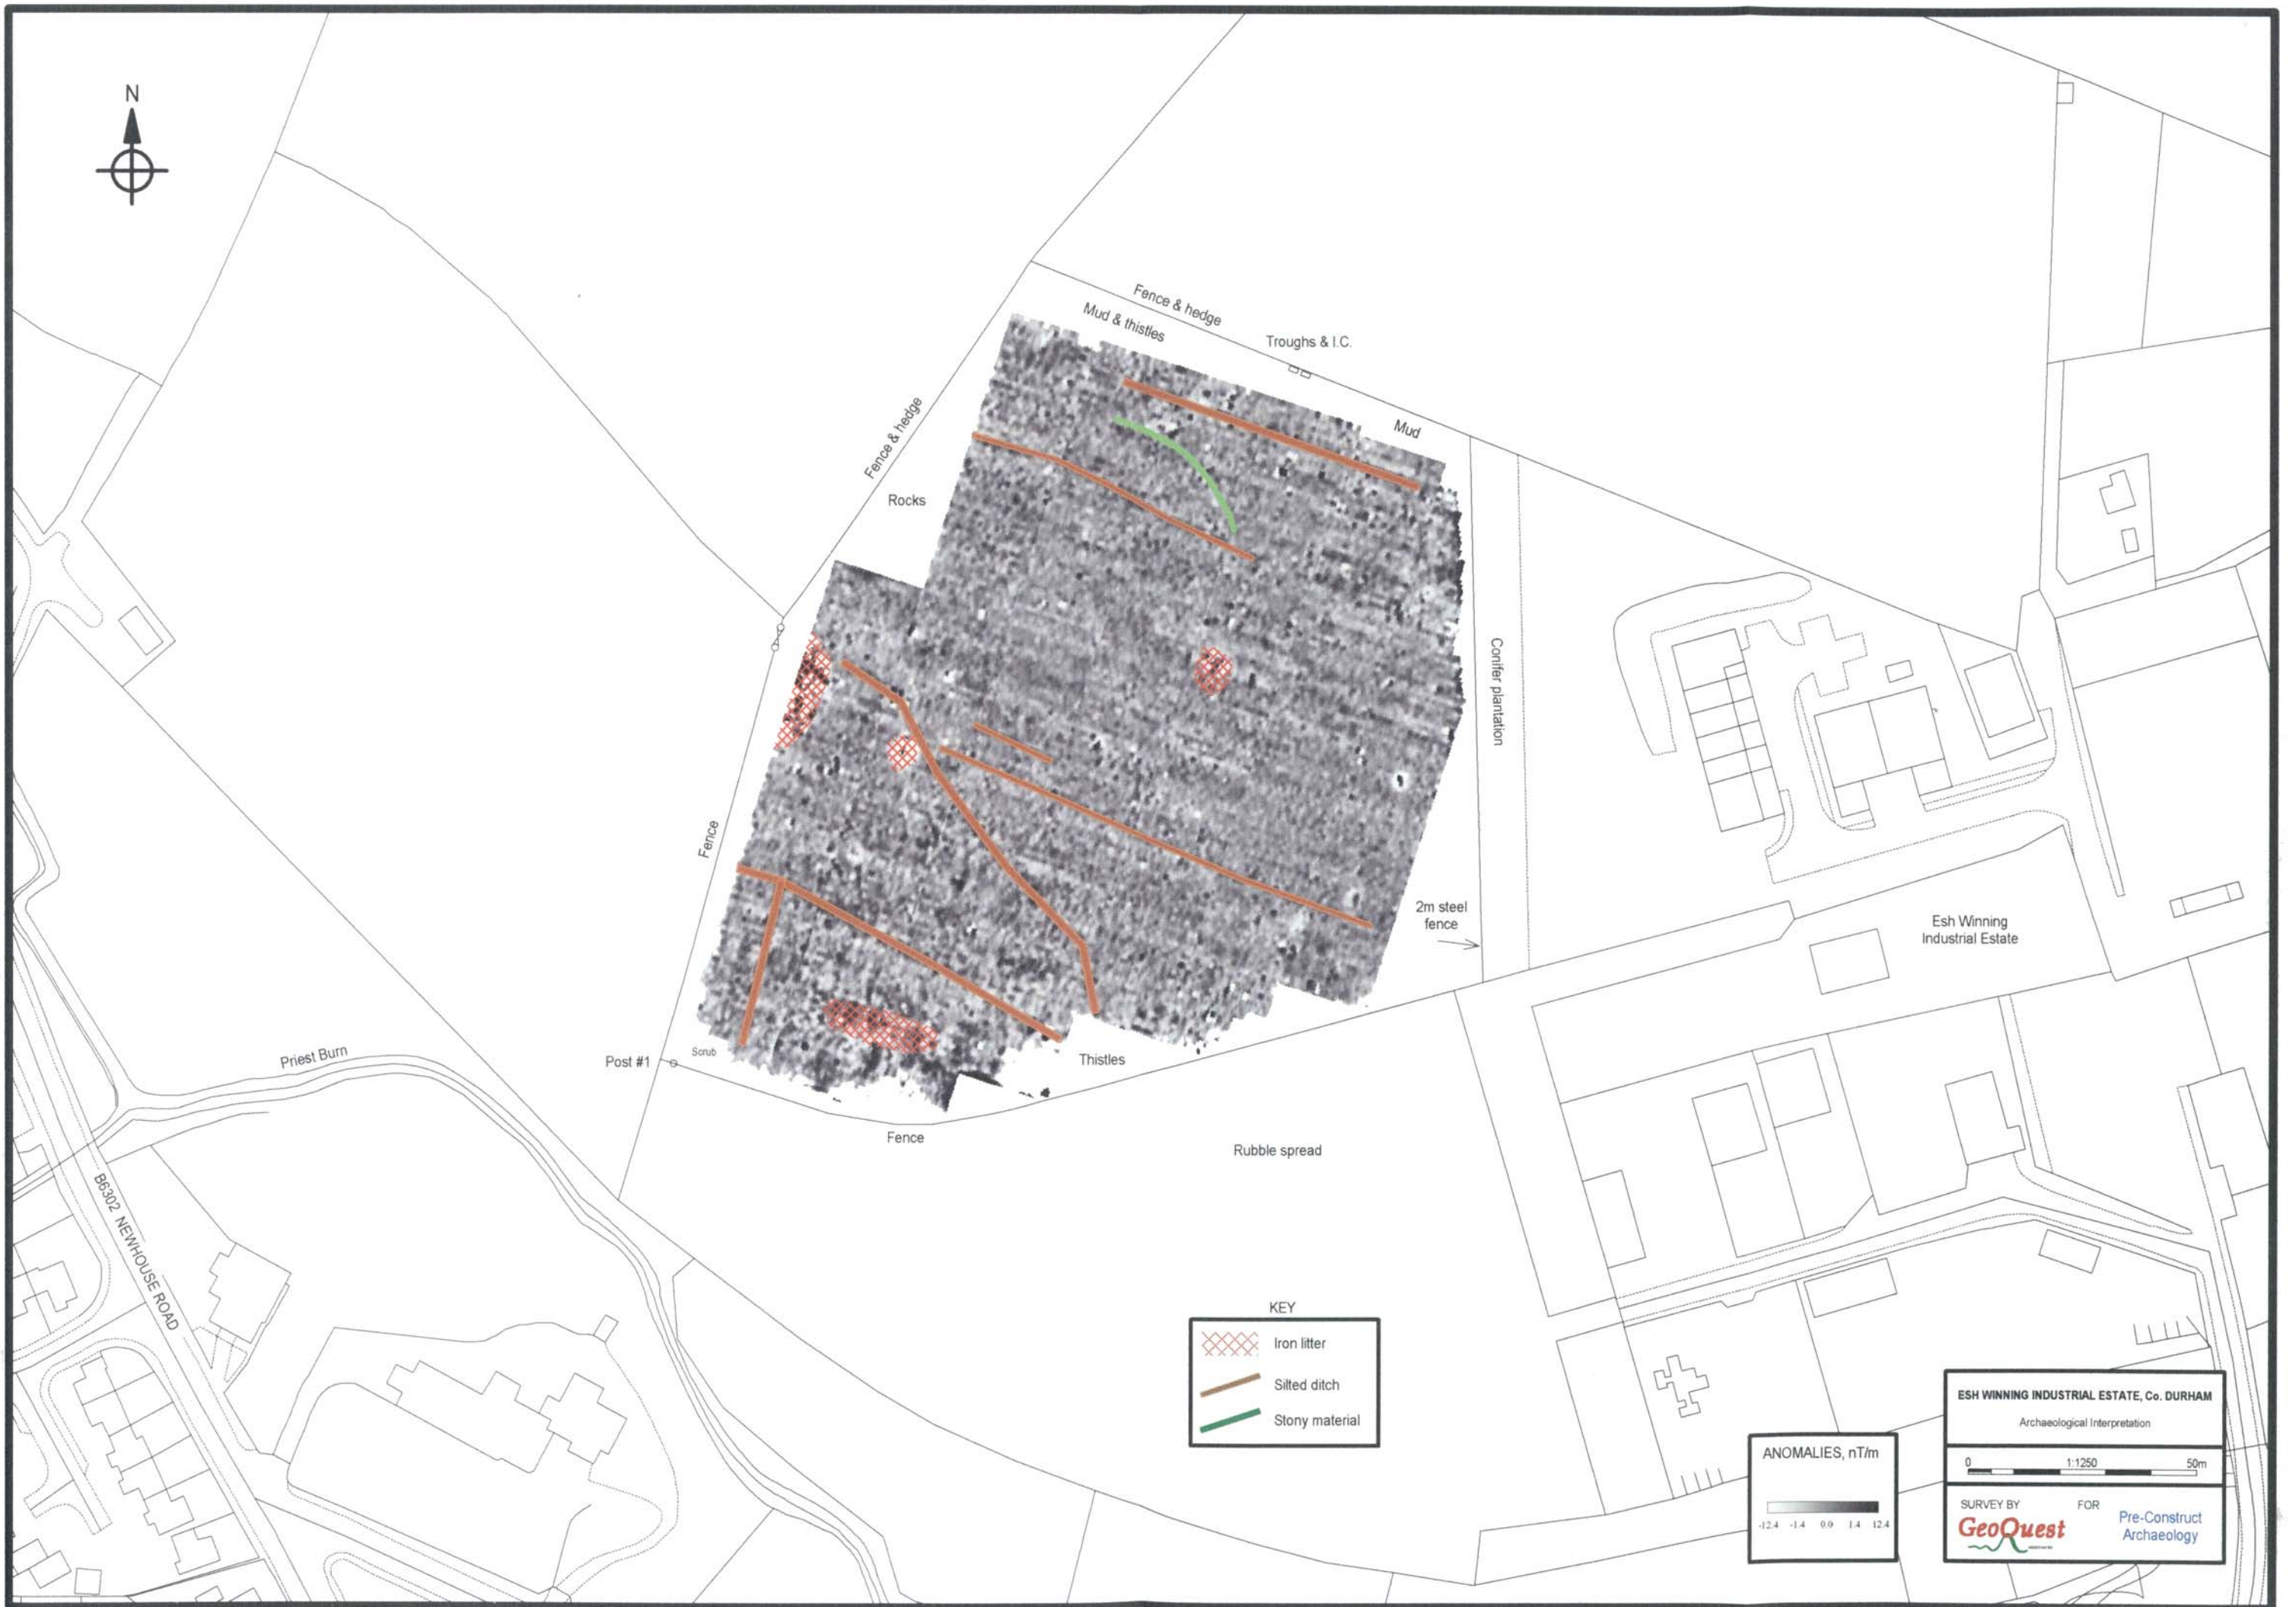 N
Fence & hedge
Mud & thistles
Troughs & I.C.
Mud
Fence & hedge
Rocks
Conifer plantation
Fence
2m steel
fence
Esh Winning
Industrial Estate
Priest Burn
Post #1
Scrub
Thistles
Fence
Rubble spread
B6302 NEWHOUSE ROAD
KEY
Iron litter
Silted ditch
Stony material
ANOMALIES, nT/m
-12.4 -1.4 0.0 1.4 12.4
ESH WINNING INDUSTRIAL ESTATE, Co. DURHAM
Archaeological Interpretation
0 1:1250 50m
SURVEY BY FOR
GeoQuest
Pre-Construct
Archaeology